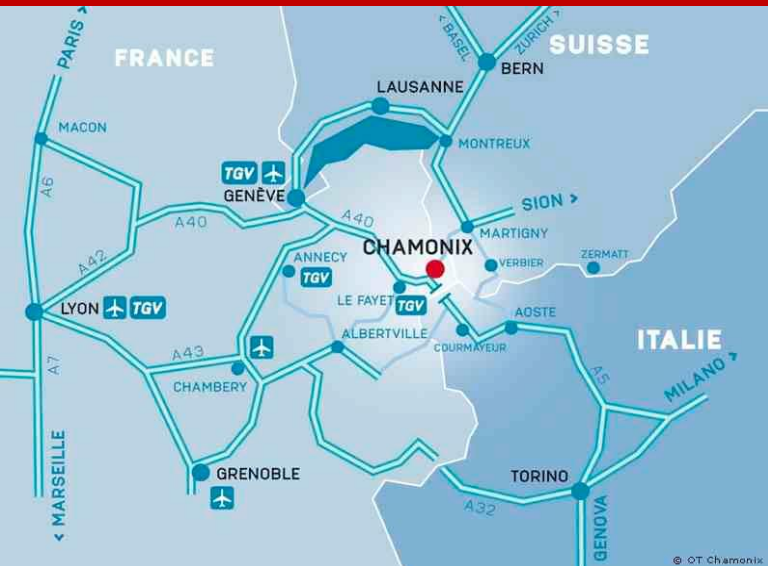 PARIS >
< BASEL
ZURICH >
SUISSE
FRANCE
BERN
LAUSANNE
MACON
MONTREUX
TGV
GENÈVE
A6
A40
A40
SION >
MARTIGNY
CHAMONIX
A42
ANNECY
TGV
VERBIER
ZERMATT
LE FAYET
TGV
LYON
TGV
AOSTE
ALBERTVILLE
COURMAYEUR
ITALIE
A7
A43
CHAMBERY
A5
MILANO >
< MARSEILLE
GRENOBLE
TORINO
A32
GENOVA
© OT Chamonix